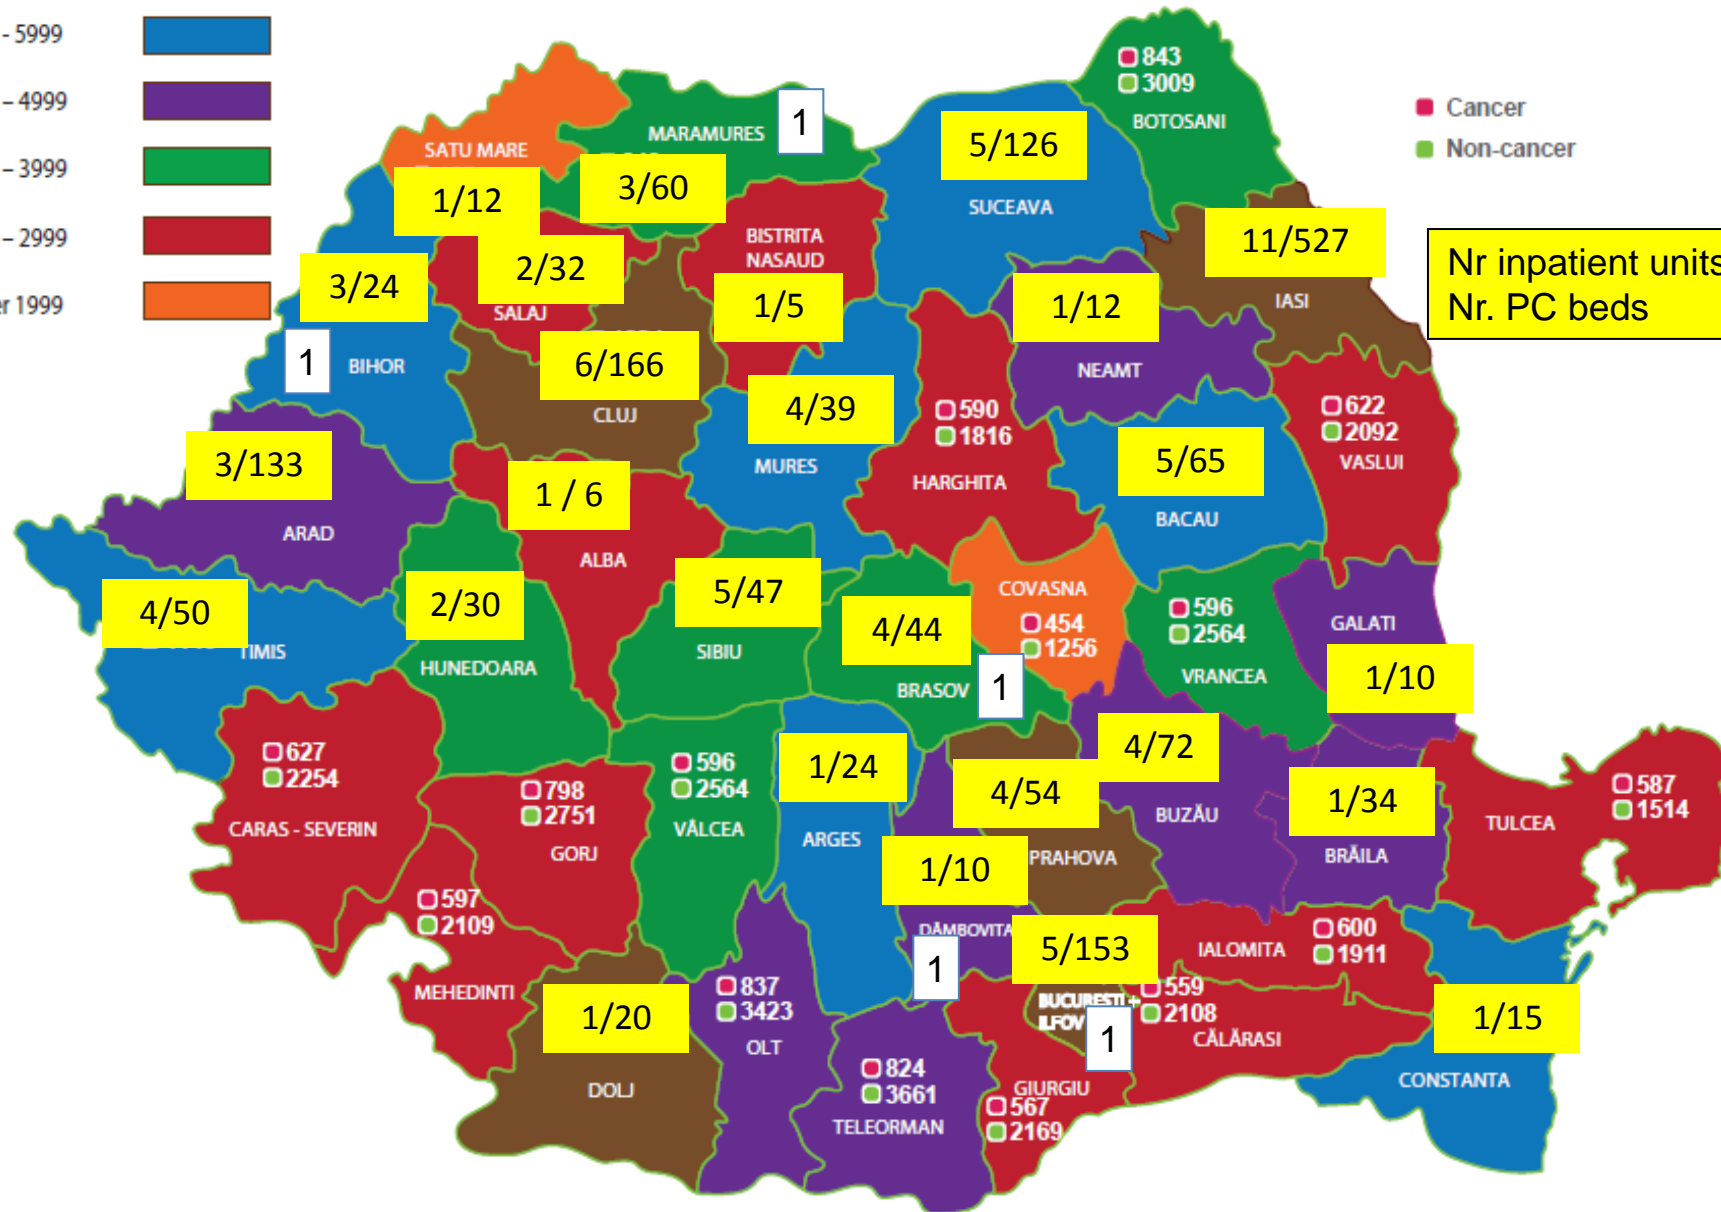 - 5999
– 4999
– 3999
– 2999
er 1999
Cancer
Non-cancer
Nr inpatient units
Nr. PC beds
843
3009
BOTOSANI
MARAMURES
1
3/60
SATU MARE
1/12
5/126
SUCEAVA
11/527
IASI
BISTRITA
NASAUD
1/5
2/32
SALAJ
3/24
1
BIHOR
6/166
CLUJ
1/12
NEAMT
4/39
MURES
590
1816
HARGHITA
622
2092
VASLUI
5/65
BACAU
3/133
ARAD
1 / 6
ALBA
4/50
TIMIS
2/30
HUNEDOARA
5/47
SIBIU
4/44
BRASOV
1
COVASNA
454
1256
596
2564
VRANCEA
GALATI
1/10
627
2254
CARAS - SEVERIN
798
2751
GORJ
596
2564
VÂLCEA
1/24
ARGES
4/54
PRAHOVA
4/72
BUZĂU
1/34
BRĂILA
TULCEA
587
1514
1/10
DÂMBOVITA
1
597
2109
MEHEDINTI
1/20
DOLJ
837
3423
OLT
824
3661
TELEORMAN
5/153
BUCURESTI +
ILFOV
1
567
2169
GIURGIU
600
1911
IALOMITA
559
2108
CĂLĂRASI
1/15
CONSTANTA